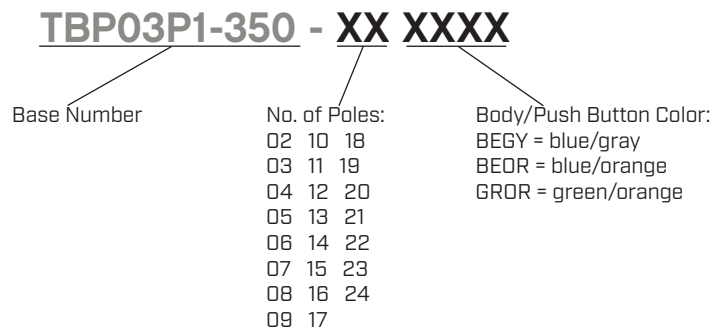 TBP03P1-350 - XX XXXX
Base Number
No. of Poles:
02 10 18
03 11 19
04 12 20
05 13 21
06 14 22
07 15 23
08 16 24
09 17
Body/Push Button Color:
BEGY = blue/gray
BEOR = blue/orange
GROR = green/orange